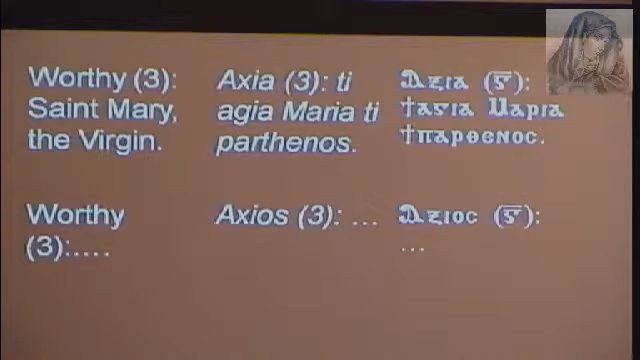 Worthy (3): Axia (3): ti Ⲁⲝⲓⲁ (ⲅ̅):
Saint Mary, agia Maria ti ϯⲁⲅⲓⲁ Ⲙⲁⲣⲓⲁ
the Virgin. parthenos. ϯⲡⲁⲣⲑⲉⲛⲟⲥ.
Worthy Axios (3): ... Ⲁⲝⲓⲟⲥ (ⲅ̅):
(3):..... ...